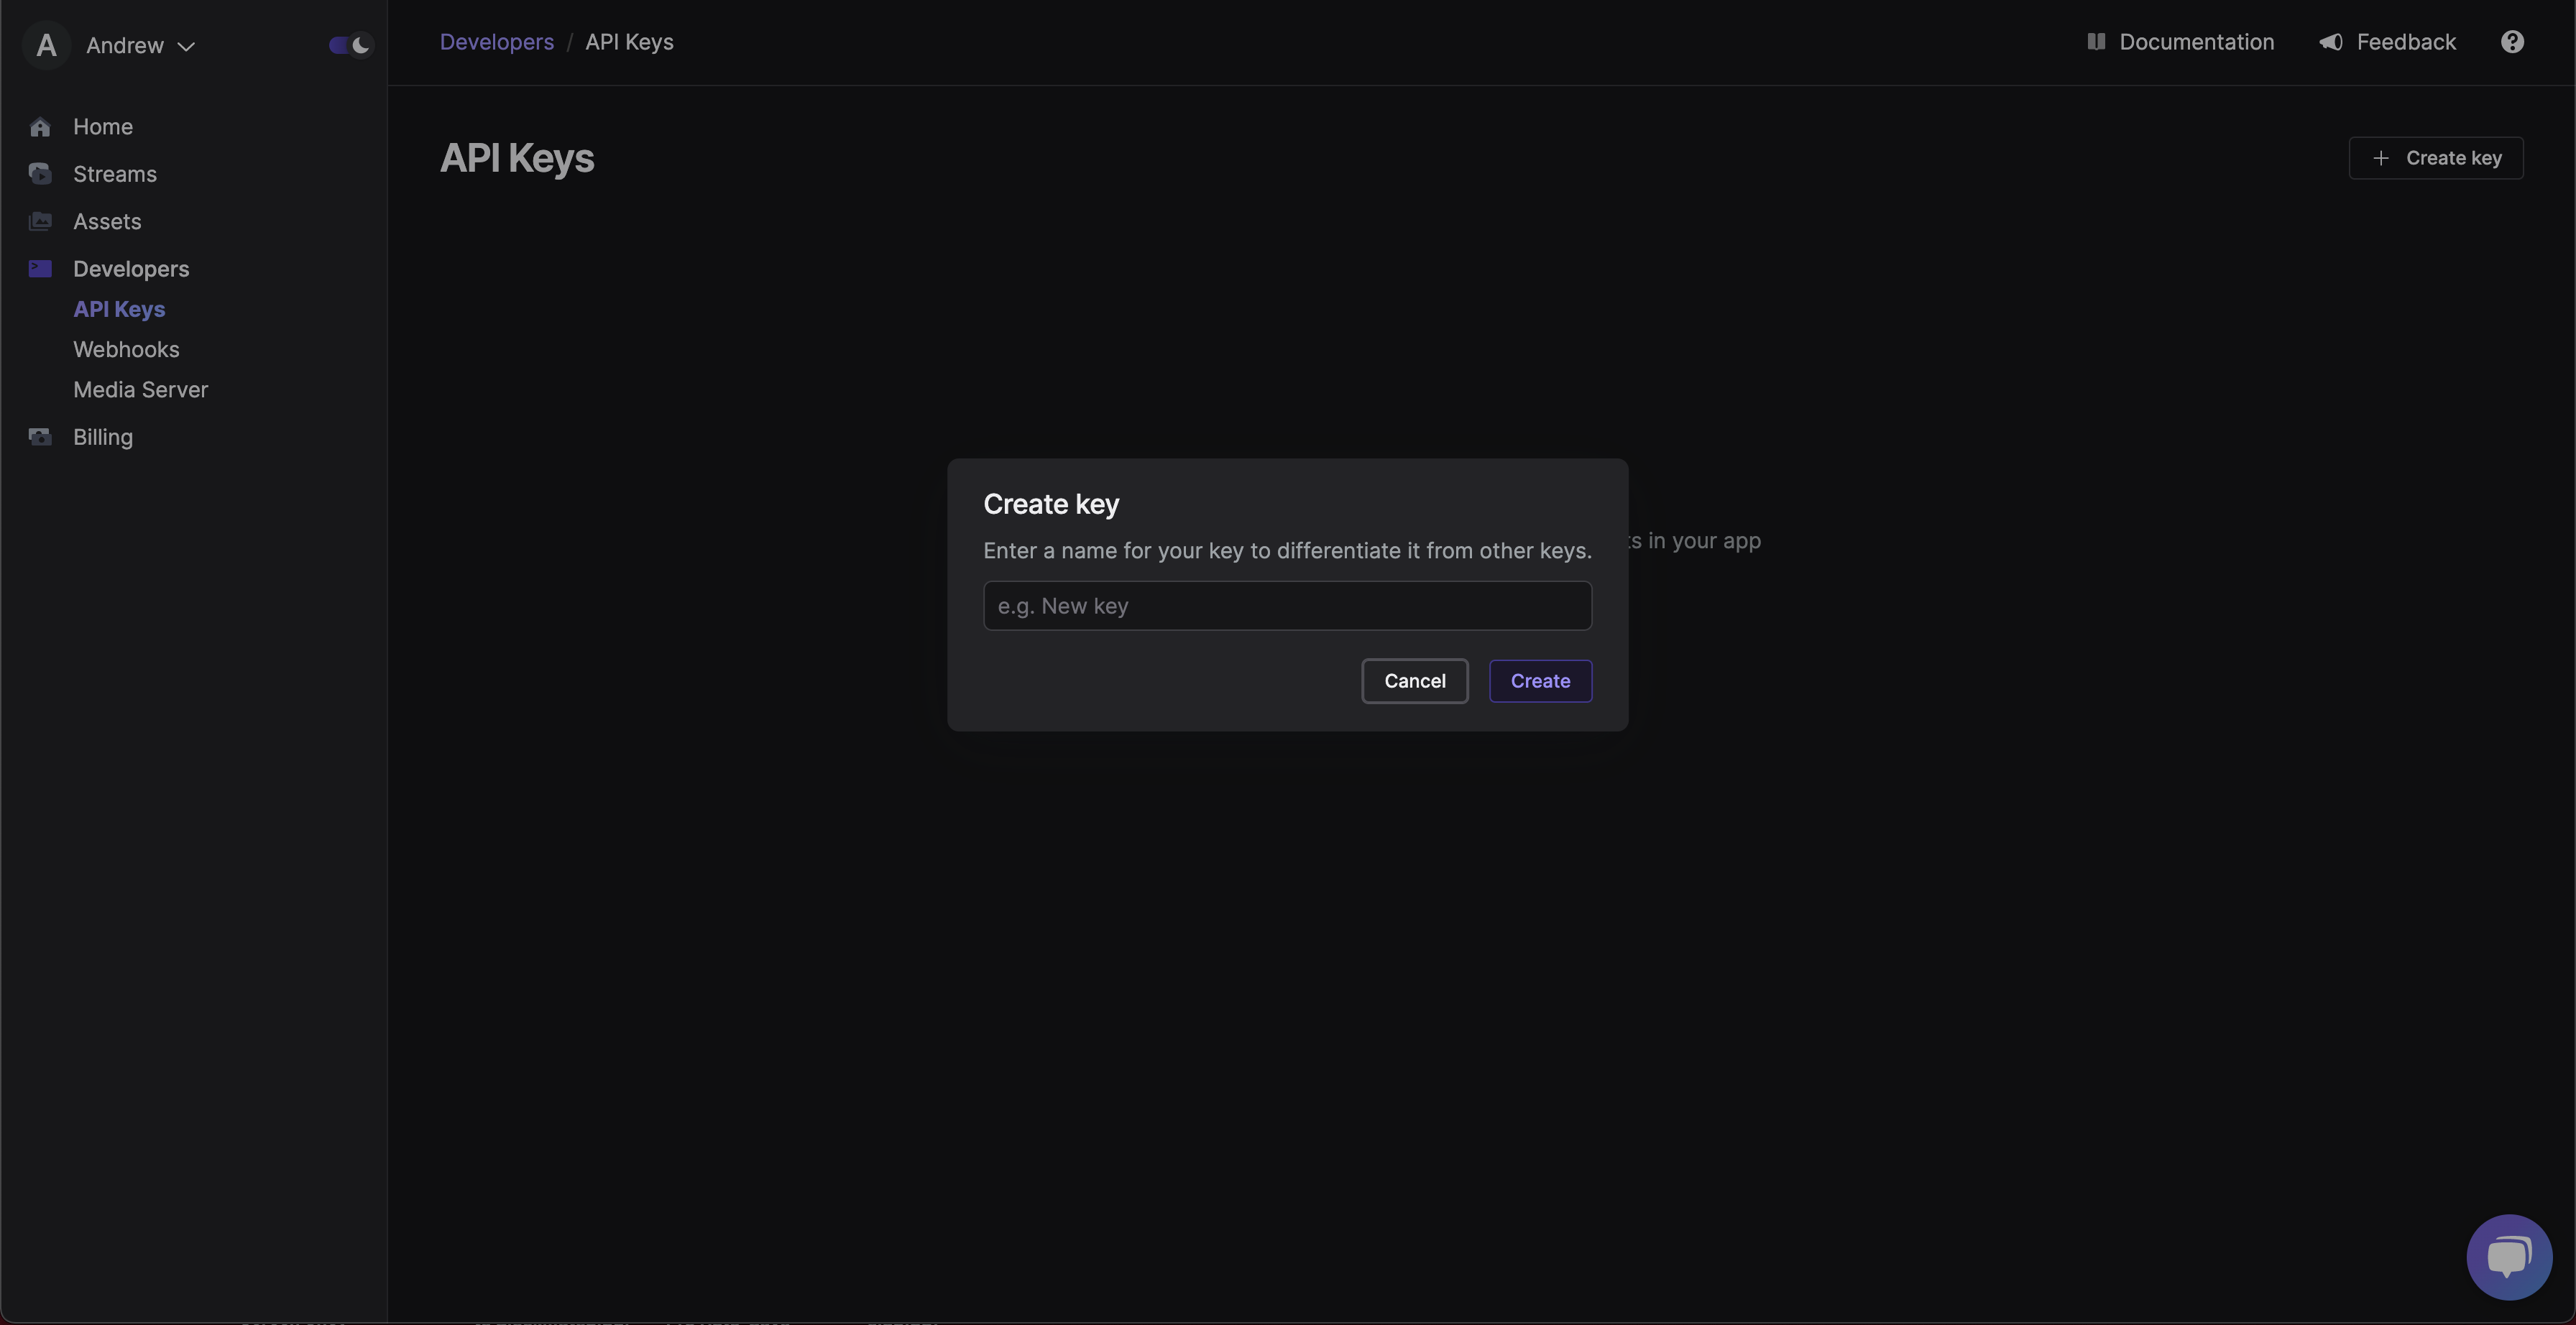 A
Andrew
Home
Streams
Assets
Developers
API Keys
Webhooks
Media Server
Billing
Developers / API Keys
Documentation
Feedback
API Keys
+ Create key
Create key
Enter a name for your key to differentiate it from other keys.
in your app
e.g. New key
Cancel
Create